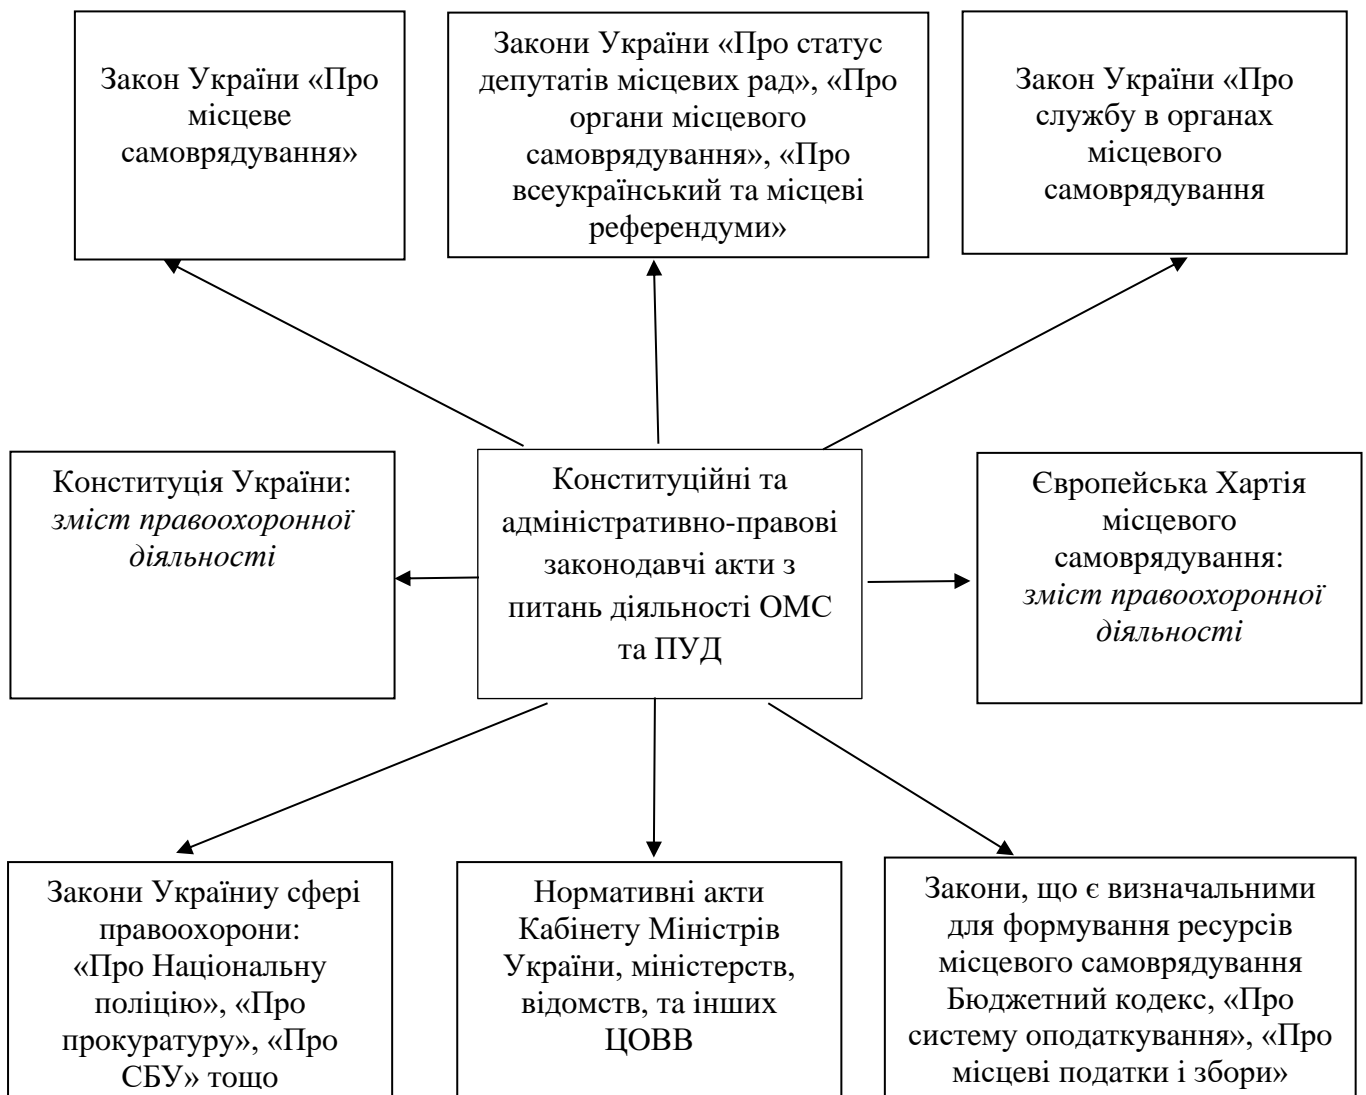 Закон України «Про
місцеве
самоврядування»
Закони України «Про статус
депутатів місцевих рад», «Про
органи місцевого
самоврядування», «Про
всеукраїнський та місцеві
референдуми»
Закон України «Про
службу в органах
місцевого
самоврядування
Конституція України:
зміст правоохоронної
діяльності
Конституційні та
адміністративно-правові
законодавчі акти з
питань діяльності ОМС
та ПУД
Європейська Хартія
місцевого
самоврядування:
зміст правоохоронної
діяльності
Закони Україниу сфері
правоохорони:
«Про Національну
поліцію», «Про
прокуратуру», «Про
СБУ» тощо
Нормативні акти
Кабінету Міністрів
України, міністерств,
відомств, та інших
ЦОВВ
Закони, що є визначальними
для формування ресурсів
місцевого самоврядування
Бюджетний кодекс, «Про
систему оподаткування», «Про
місцеві податки і збори»